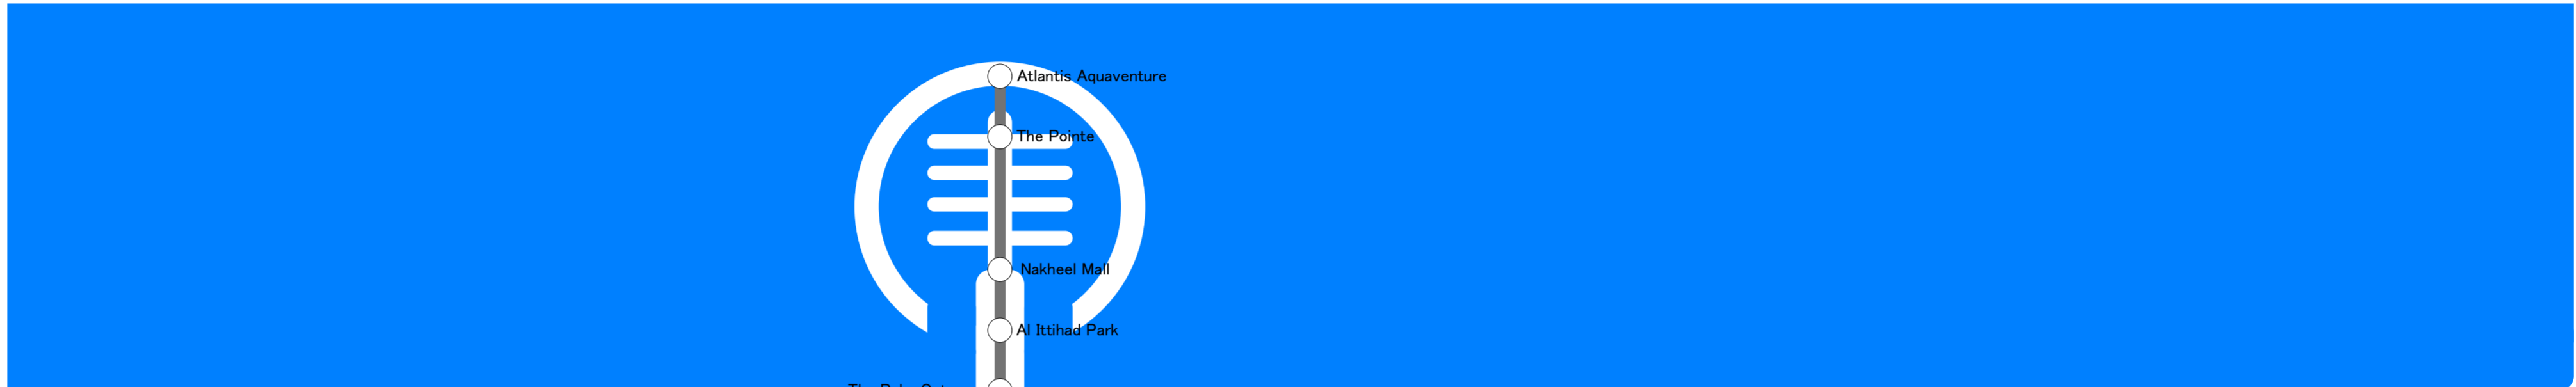 Atlantis Aquaventure
The Pointe
Nakheel Mall
Al Ittihad Park